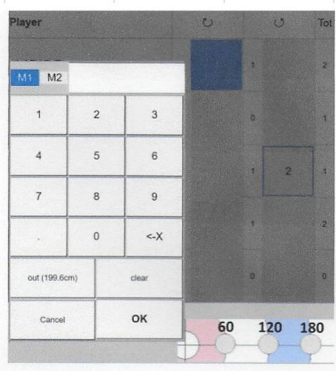 Player ↻ ↺ Tot
1 2
M1 M2
1 2 3
0 1
4 5 6
1 2 1
7 8 9
1 2
. 0 <-X
out (199.6cm) clear
0 0
Cancel OK
60 120 180